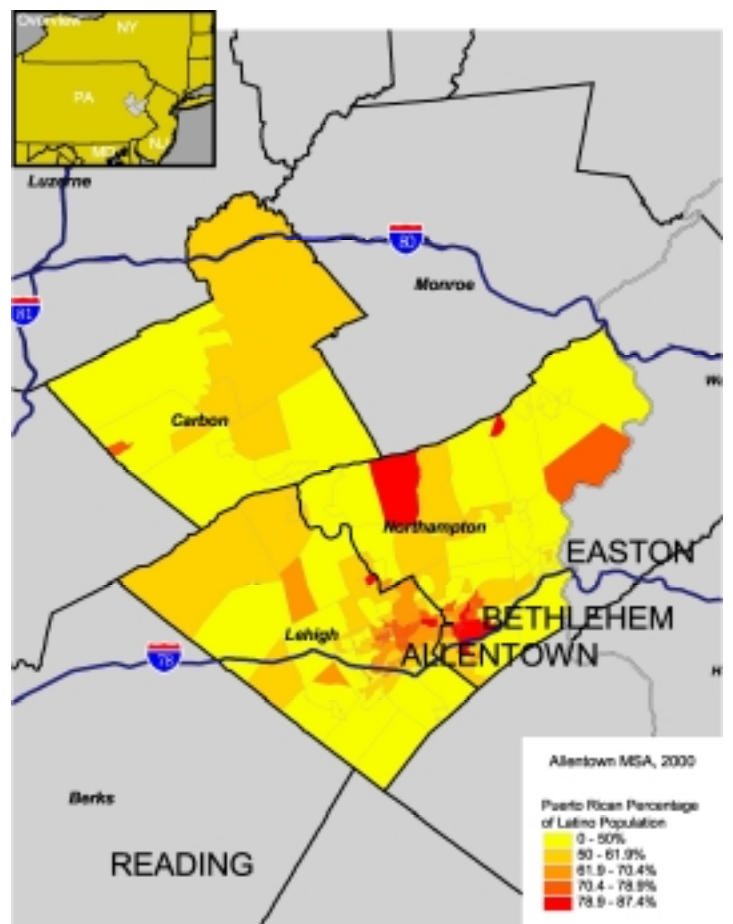 Overview
NY
PA
NJ
MD
Luzerne
80
Monroe
81
Carbon
Northampton
EASTON
BETHLEHEM
Lehigh
ALLENTOWN
Berks
READING
Allentown MSA, 2000
Puerto Rican Percentage
of Latino Population
0 - 50%
50 - 61.9%
61.9 - 70.4%
70.4 - 78.9%
78.9 - 87.4%